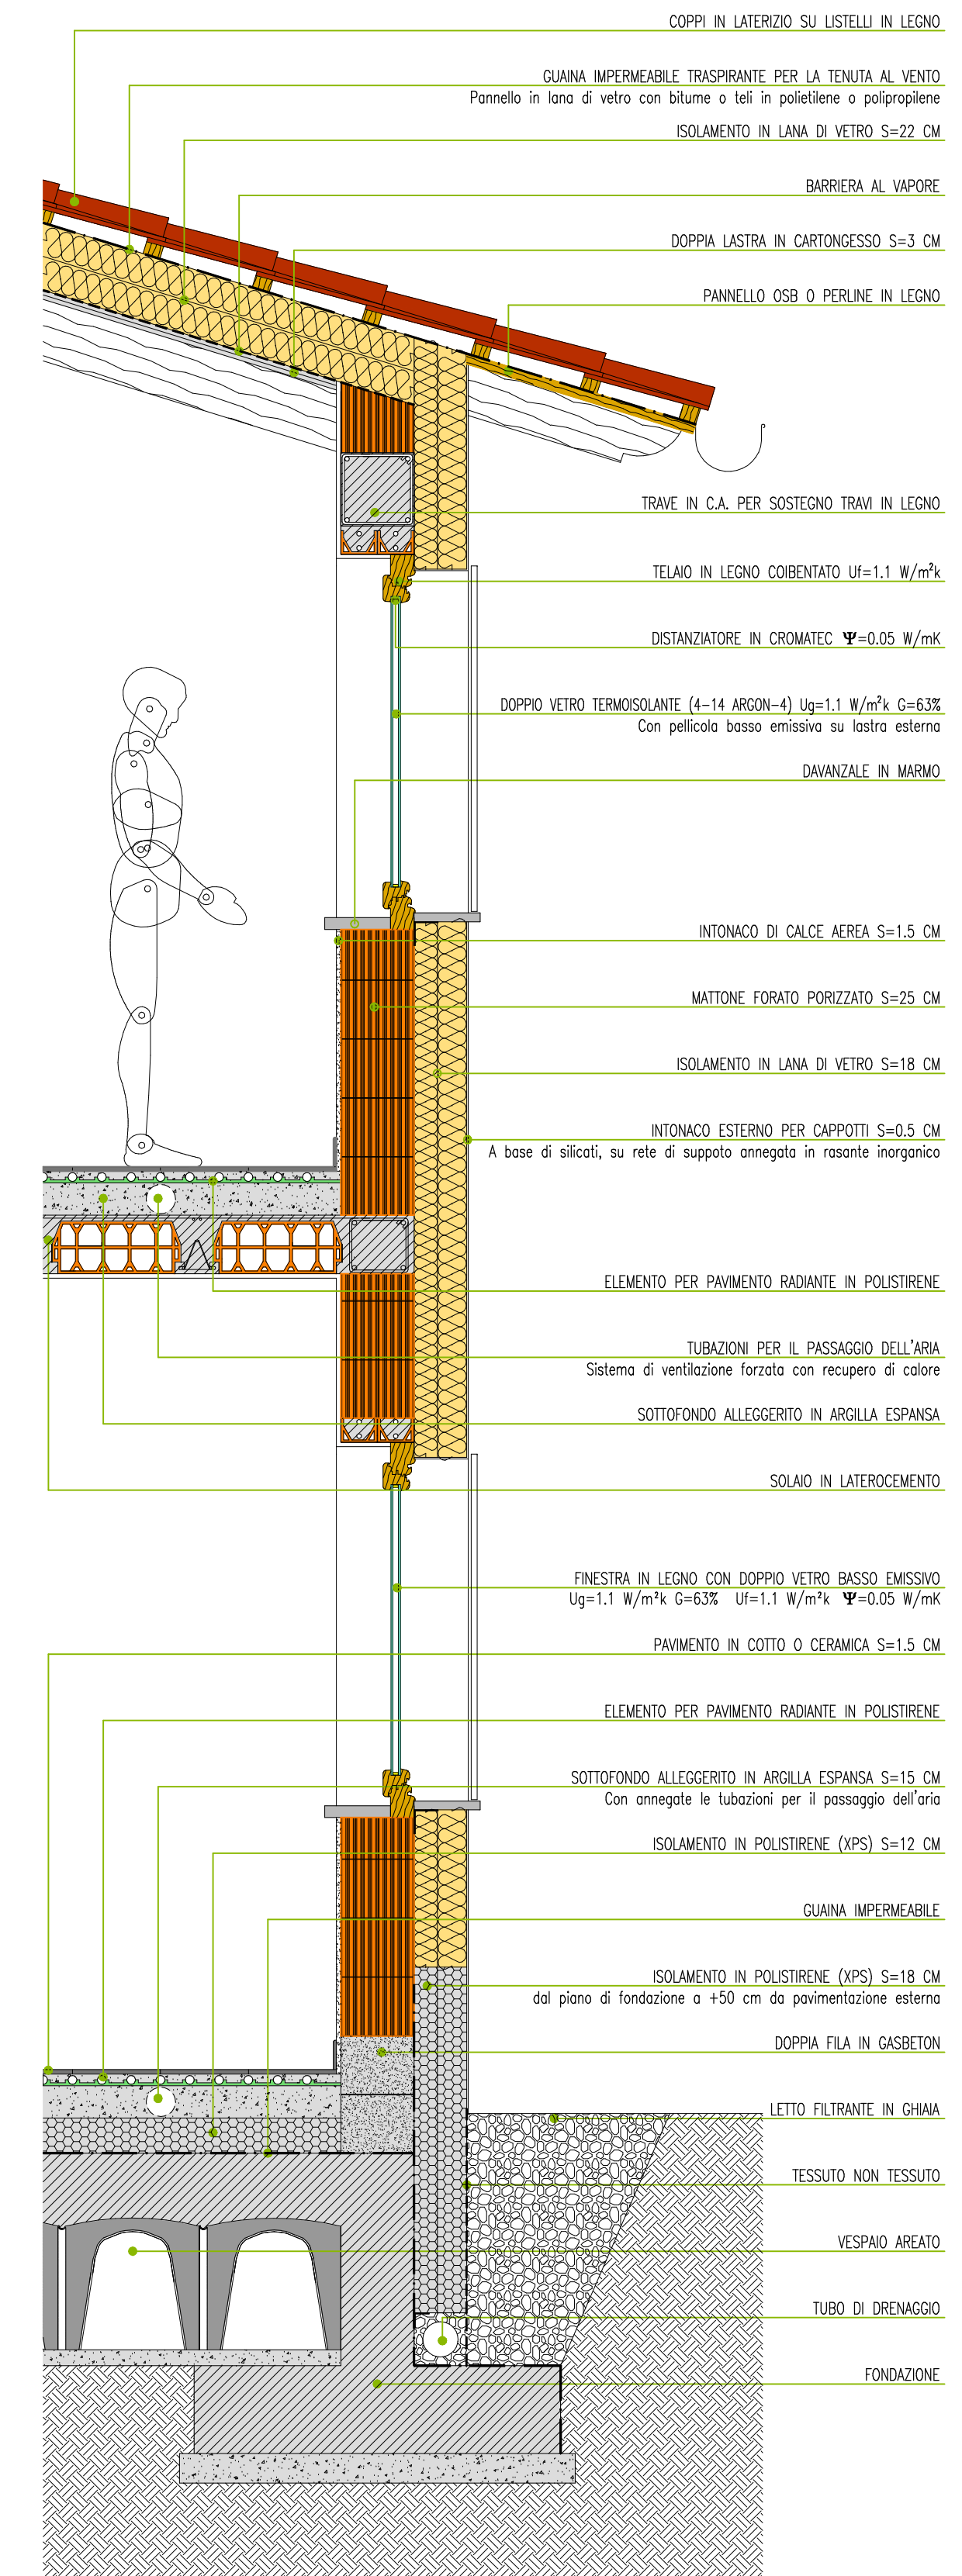 COPPI IN LATERIZIO SU LISTELLI IN LEGNO
GUAINA IMPERMEABILE TRASPIRANTE PER LA TENUTA AL VENTO
Pannello in lana di vetro con bitume o teli in polietilene o polipropilene
ISOLAMENTO IN LANA DI VETRO S=22 CM
BARRIERA AL VAPORE
DOPPIA LASTRA IN CARTONGESSO S=3 CM
PANNELLO OSB O PERLINE IN LEGNO
TRAVE IN C.A. PER SOSTEGNO TRAVI IN LEGNO
TELAIO IN LEGNO COIBENTATO Uf=1.1 W/m²k
DISTANZIATORE IN CROMATEC Ψ=0.05 W/mK
DOPPIO VETRO TERMOISOLANTE (4-14 ARGON-4) Ug=1.1 W/m²k G=63%
Con pellicola basso emissiva su lastra esterna
DAVANZALE IN MARMO
INTONACO DI CALCE AEREA S=1.5 CM
MATTONE FORATO PORIZZATO S=25 CM
ISOLAMENTO IN LANA DI VETRO S=18 CM
INTONACO ESTERNO PER CAPPOTTI S=0.5 CM
A base di silicati, su rete di suppoto annegata in rasante inorganico
ELEMENTO PER PAVIMENTO RADIANTE IN POLISTIRENE
TUBAZIONI PER IL PASSAGGIO DELL'ARIA
Sistema di ventilazione forzata con recupero di calore
SOTTOFONDO ALLEGGERITO IN ARGILLA ESPANSA
SOLAIO IN LATEROCEMENTO
FINESTRA IN LEGNO CON DOPPIO VETRO BASSO EMISSIVO
Ug=1.1 W/m²k G=63% Uf=1.1 W/m²k Ψ=0.05 W/mK
PAVIMENTO IN COTTO O CERAMICA S=1.5 CM
ELEMENTO PER PAVIMENTO RADIANTE IN POLISTIRENE
SOTTOFONDO ALLEGGERITO IN ARGILLA ESPANSA S=15 CM
Con annegate le tubazioni per il passaggio dell'aria
ISOLAMENTO IN POLISTIRENE (XPS) S=12 CM
GUAINA IMPERMEABILE
ISOLAMENTO IN POLISTIRENE (XPS) S=18 CM
dal piano di fondazione a +50 cm da pavimentazione esterna
DOPPIA FILA IN GASBETON
LETTO FILTRANTE IN GHIAIA
TESSUTO NON TESSUTO
VESPAIO AREATO
TUBO DI DRENAGGIO
FONDAZIONE